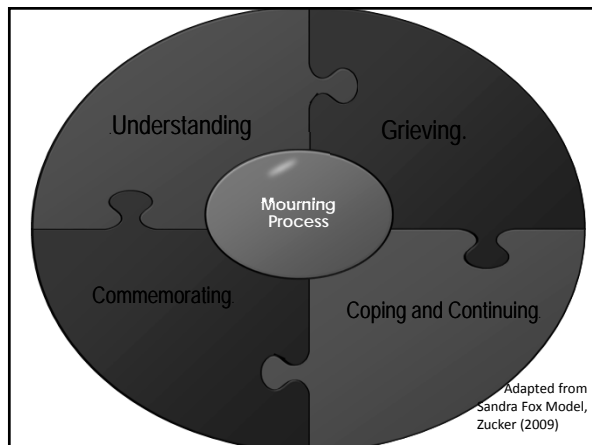 .Understanding
Grieving.
Mourning
Process
Commemorating.
Coping and Continuing.
Adapted from
Sandra Fox Model,
Zucker (2009)